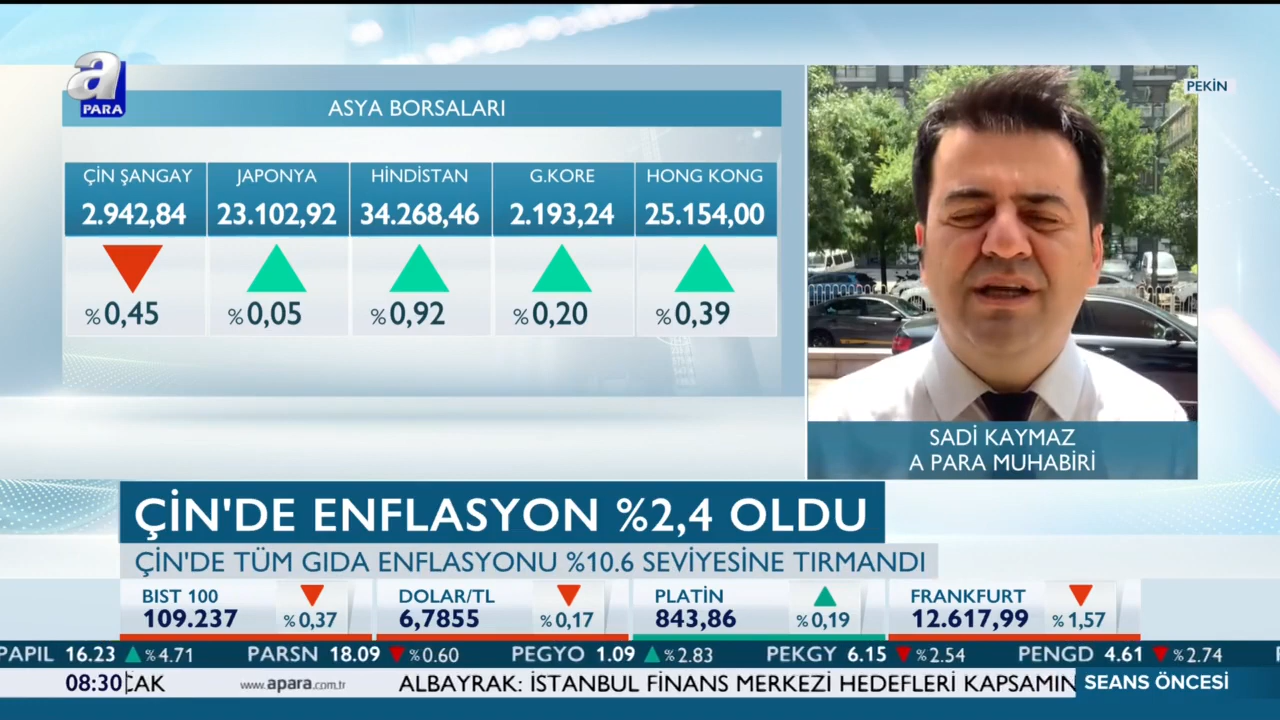 a
PARA
ASYA BORSALARI
PEKİN
ÇİN ŞANGAY JAPONYA HİNDİSTAN G.KORE HONG KONG
2.942,84 23.102,92 34.268,46 2.193,24 25.154,00
%0,45 %0,05 %0,92 %0,20 %0,39
SADİ KAYMAZ
A PARA MUHABİRİ
ÇİN'DE ENFLASYON %2,4 OLDU
ÇİN'DE TÜM GIDA ENFLASYONU %10.6 SEVİYESİNE TIRMANDI
BIST 100 DOLAR/TL PLATİN FRANKFURT
109.237 %0,37 6,7855 %0,17 843,86 %0,19 12.617,99 %1,57
PAPIL 16.23 %4.71 PARSN 18.09 %0.60 PEGYO 1.09 %2.83 PEKGY 6.15 %2.54 PENGD 4.61 %2.74
08:30 CAK www.apara.com.tr ALBAYRAK: İSTANBUL FİNANS MERKEZİ HEDEFLERİ KAPSAMIN SEANS ÖNCESİ